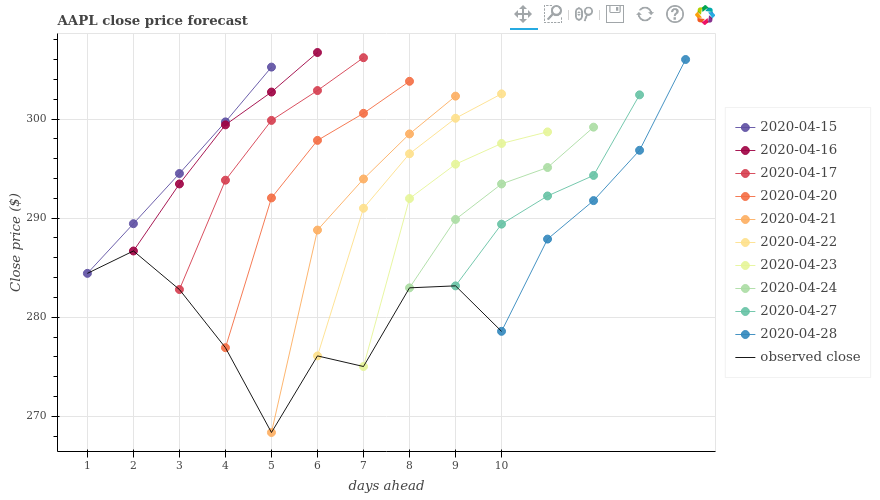 AAPL close price forecast
Close price ($)
300
290
280
270
1 2 3 4 5 6 7 8 9 10
days ahead
2020-04-15
2020-04-16
2020-04-17
2020-04-20
2020-04-21
2020-04-22
2020-04-23
2020-04-24
2020-04-27
2020-04-28
observed close